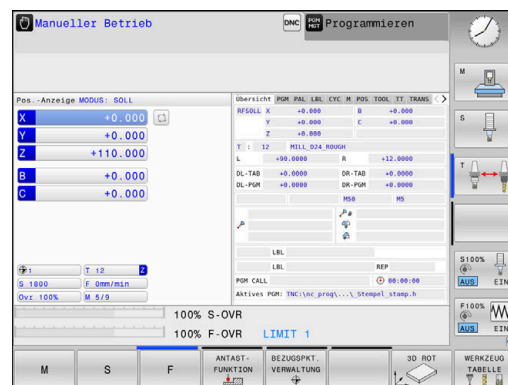 Manueller Betrieb
DNC
PGM MGT
Programmieren
Pos.-Anzeige MODUS: SOLL
X +0.000
Y +0.000
Z +110.000
B +0.000
C +0.000
1 T 12 Z
S 1800 F 0mm/min
Ovr 100% M 5/9
Übersicht PGM PAL LBL CYC M POS TOOL TT TRANS
RFSOLL X +0.000 B +0.000
Y +0.000 C +0.000
Z +0.000
T : 12 MILL_D24_ROUGH
L +90.0000 R +12.0000
DL-TAB +0.0000 DR-TAB +0.0000
DL-PGM +0.0000 DR-PGM +0.0000
M50 M5
LBL
LBL REP
PGM CALL 00:00:00
Aktives PGM: TNC:\nc_prog\...\_Stempel_stamp.h
100% S-OVR
100% F-OVR LIMIT 1
M
S
T
S100%
AUS EIN
F100%
AUS EIN
M
S
F
ANTAST-
FUNKTION
BEZUGSPKT.
VERWALTUNG
3D ROT
WERKZEUG
TABELLE